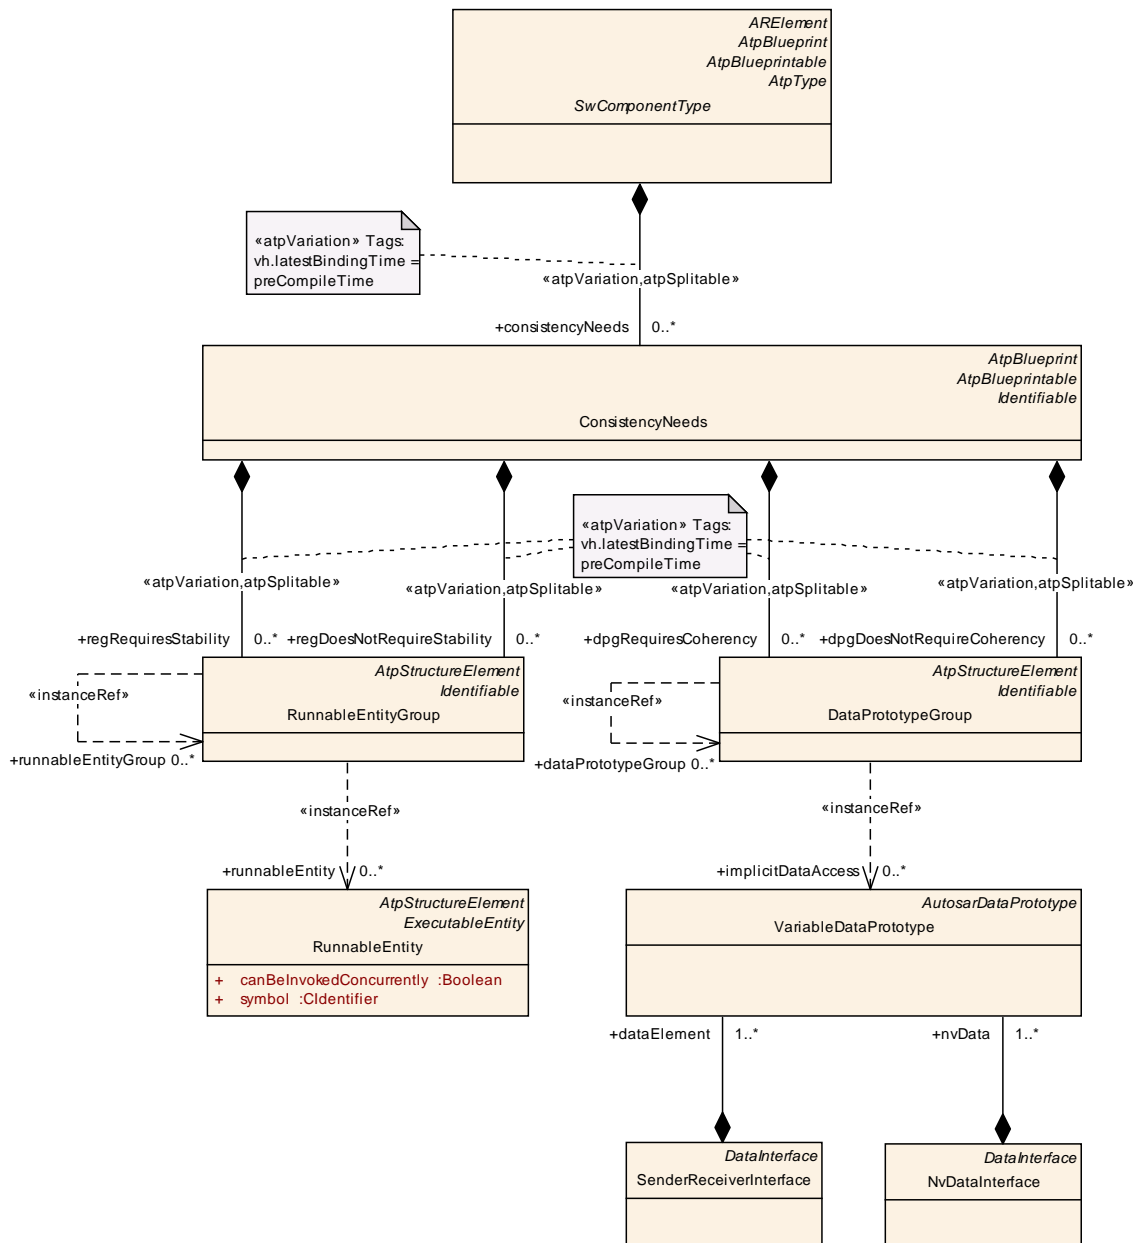 ARElement
AtpBlueprint
AtpBlueprintable
AtpType
SwComponentType
«atpVariation» Tags:
vh.latestBindingTime =
preCompileTime
«atpVariation,atpSplitable»
+consistencyNeeds 0..*
AtpBlueprint
AtpBlueprintable
Identifiable
ConsistencyNeeds
«atpVariation» Tags:
vh.latestBindingTime =
preCompileTime
«atpVariation,atpSplitable»
«atpVariation,atpSplitable»
«atpVariation,atpSplitable»
«atpVariation,atpSplitable»
+regRequiresStability 0..*
+regDoesNotRequireStability 0..*
+dpgRequiresCoherency 0..*
+dpgDoesNotRequireCoherency 0..*
AtpStructureElement
Identifiable
RunnableEntityGroup
«instanceRef»
+runnableEntityGroup 0..*
AtpStructureElement
Identifiable
DataPrototypeGroup
«instanceRef»
+dataPrototypeGroup 0..*
«instanceRef»
+runnableEntity 0..*
«instanceRef»
+implicitDataAccess 0..*
AtpStructureElement
ExecutableEntity
RunnableEntity
+ canBeInvokedConcurrently :Boolean
+ symbol :CIdentifier
AutosarDataPrototype
VariableDataPrototype
+dataElement 1..*
+nvData 1..*
DataInterface
SenderReceiverInterface
DataInterface
NvDataInterface